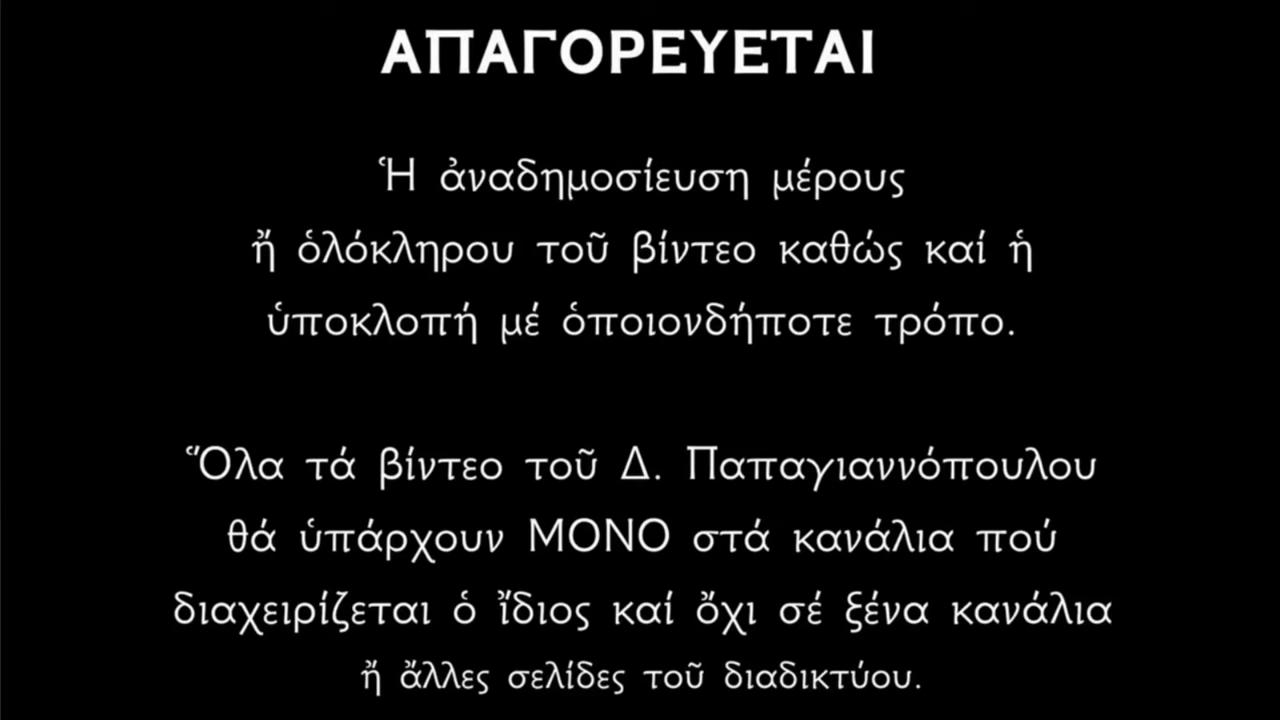 ΑΠΑΓΟΡΕΥΕΤΑΙ
Ἡ ἀναδημοσίευση μέρους
ἤ ὁλόκληρου τοῦ βίντεο καθώς καί ἡ
ὑποκλοπή μέ ὁποιονδήποτε τρόπο.
Ὅλα τά βίντεο τοῦ Δ. Παπαγιαννόπουλου
θά ὑπάρχουν ΜΟΝΟ στά κανάλια πού
διαχειρίζεται ὁ ἴδιος καί ὄχι σέ ξένα κανάλια
ἤ ἄλλες σελίδες τοῦ διαδικτύου.